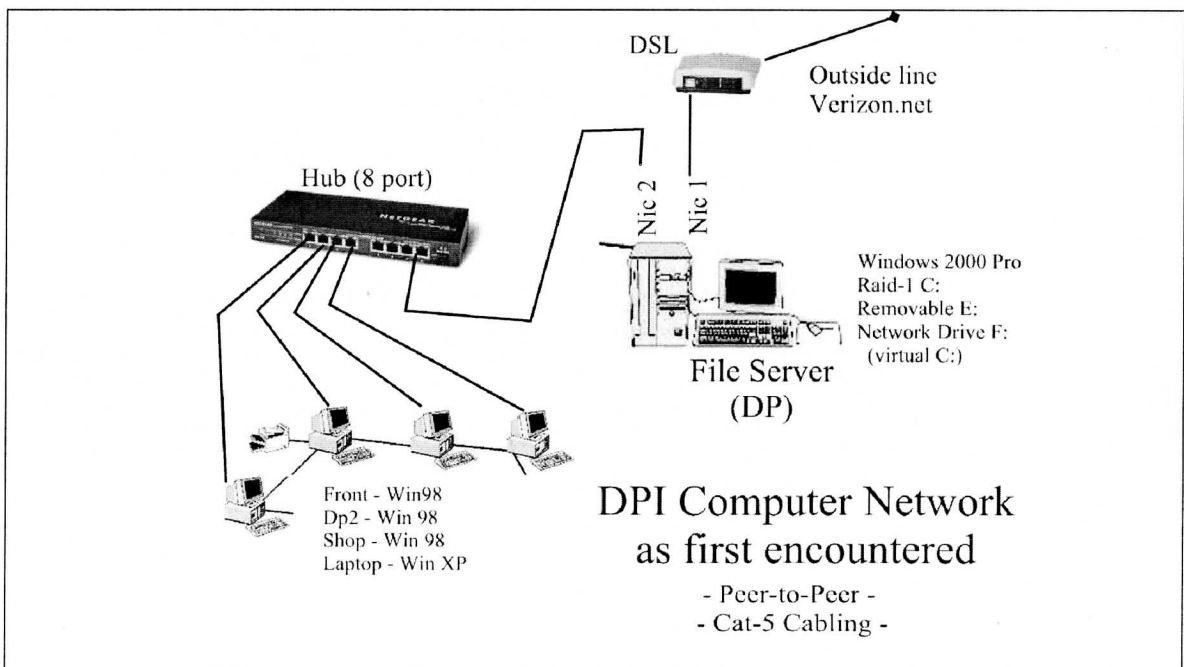 DSL
Outside line
Verizon.net
Hub (8 port)
NETGEAR
Nic 2
Nic 1
Windows 2000 Pro
Raid-1 C:
Removable E:
Network Drive F:
(virtual C:)
File Server
(DP)
Front - Win98
Dp2 - Win 98
Shop - Win 98
Laptop - Win XP
DPI Computer Network
as first encountered
- Peer-to-Peer -
- Cat-5 Cabling -